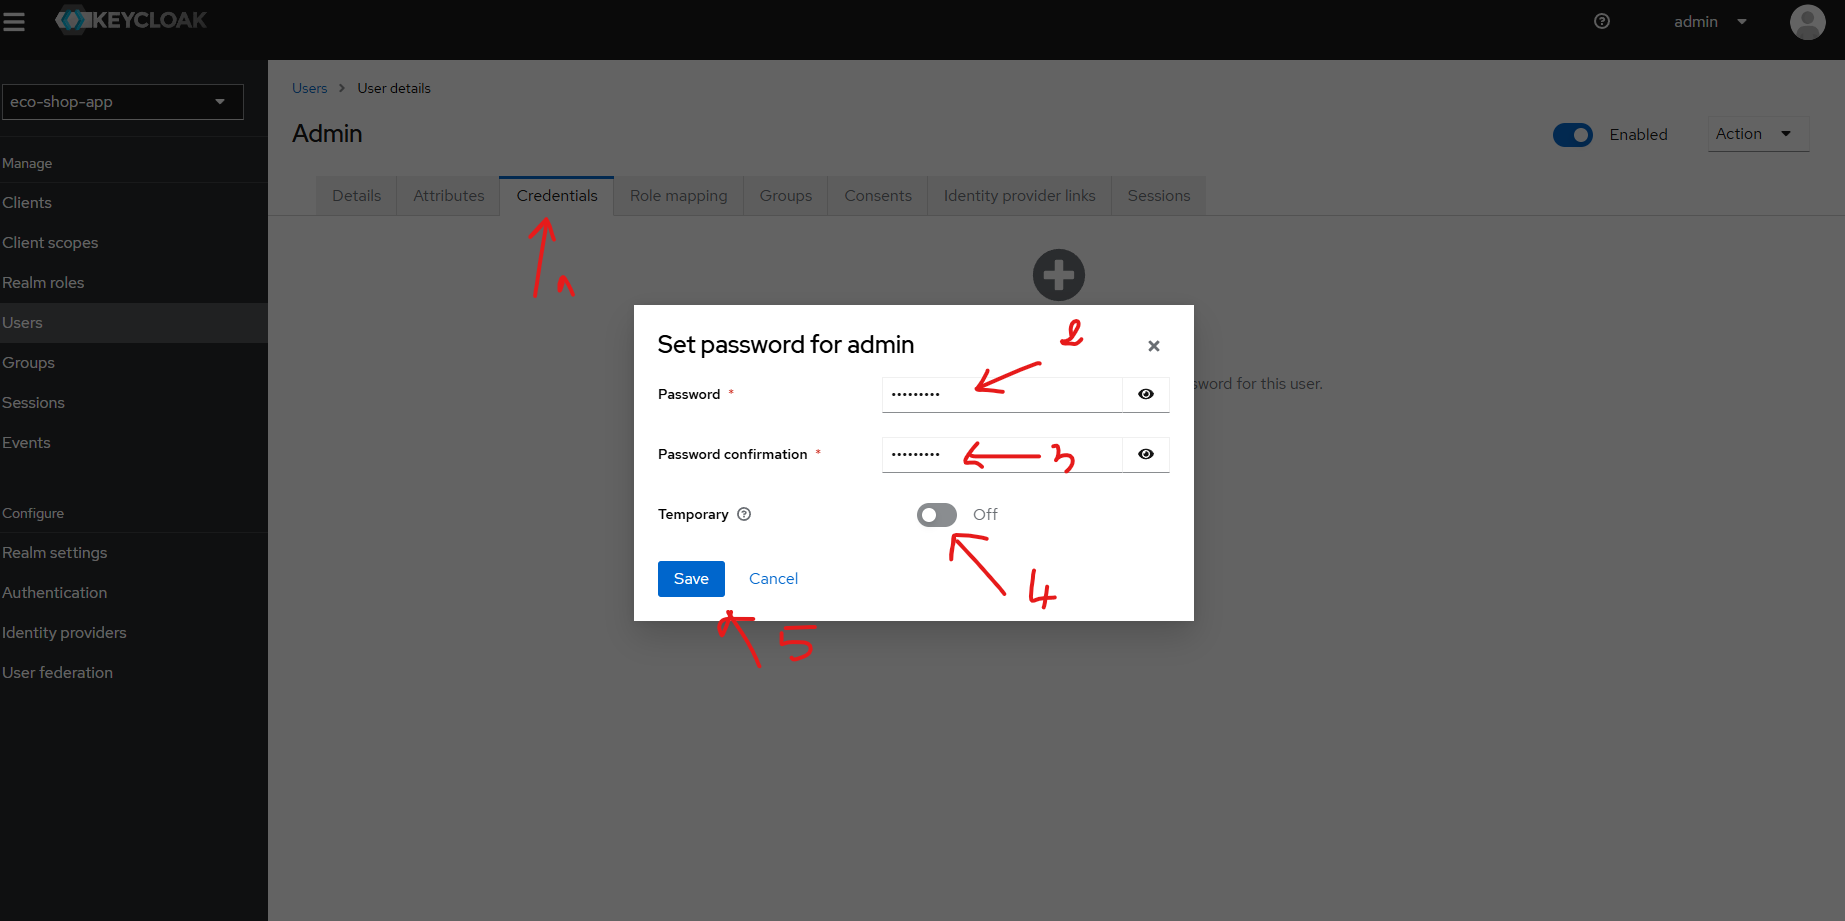 KEYCLOAK
admin
eco-shop-app
Users
User details
Admin
Enabled
Action
Manage
Details
Attributes
Credentials
Role mapping
Groups
Consents
Identity provider links
Sessions
Clients
Client scopes
Realm roles
Users
Groups
Sessions
Events
Configure
Realm settings
Authentication
Identity providers
User federation
1
Set password for admin
2
Password *
sword for this user.
Password confirmation *
3
Temporary
Off
Save
Cancel
4
5